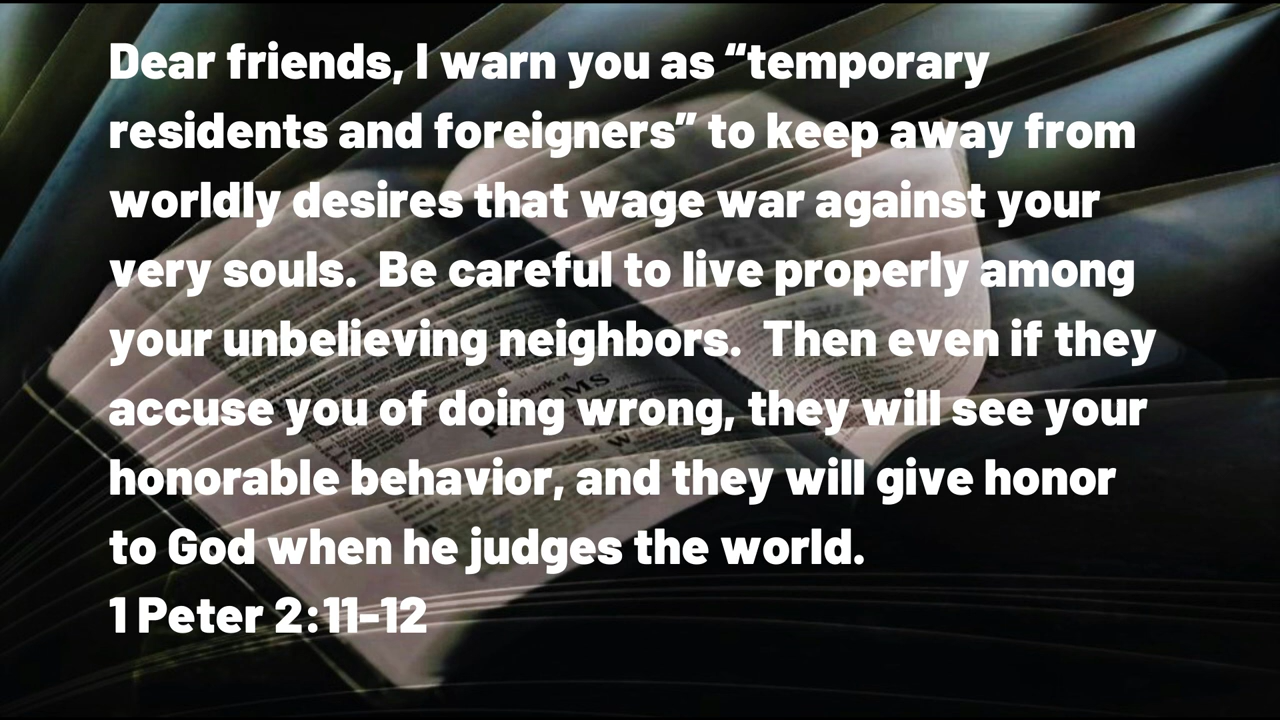 Dear friends, I warn you as “temporary
residents and foreigners” to keep away from
worldly desires that wage war against your
very souls.  Be careful to live properly among
your unbelieving neighbors.  Then even if they
accuse you of doing wrong, they will see your
honorable behavior, and they will give honor
to God when he judges the world.
1 Peter 2:11-12